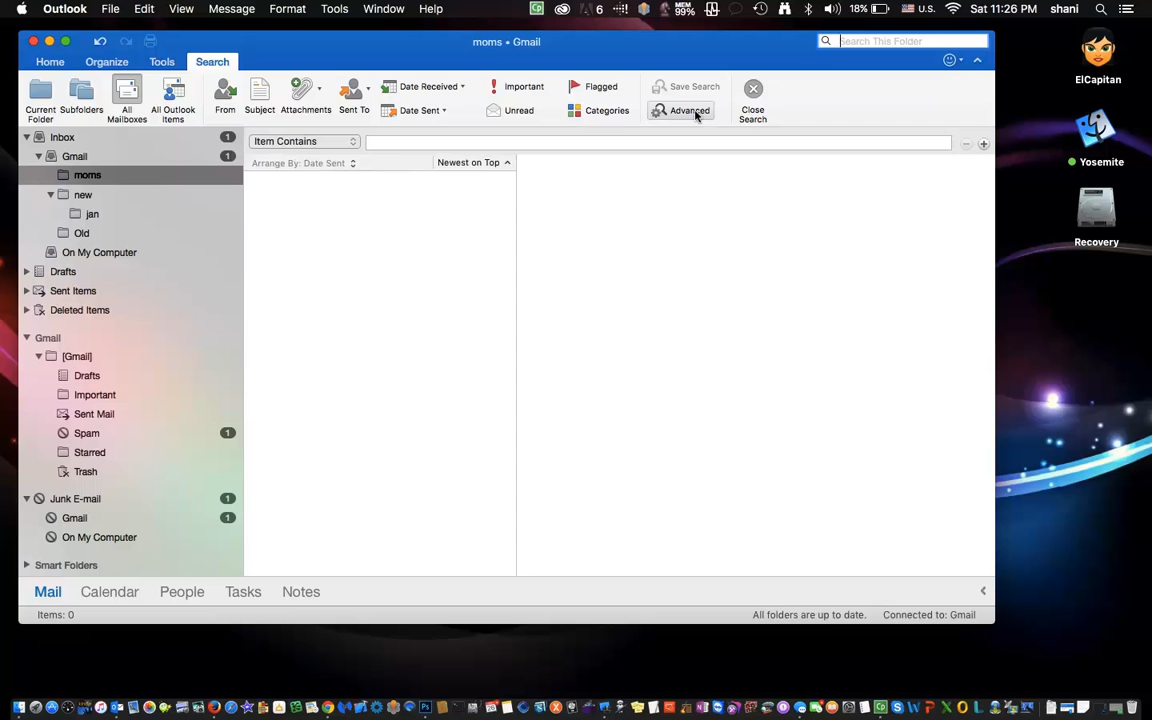 Outlook File Edit View Message Format Tools Window Help 6 MEM 99% 18% U.S. Sat 11:26 PM shani
moms • Gmail
Search This Folder
Home Organize Tools Search
Current Folder
Subfolders
All Mailboxes
All Outlook Items
From
Subject
Attachments
Sent To
Date Received
Date Sent
Important
Unread
Flagged
Categories
Save Search
Advanced
Close Search
Item Contains
Arrange By: Date Sent Newest on Top
Inbox
Gmail
moms
new
jan
Old
On My Computer
Drafts
Sent Items
Deleted Items
Gmail
[Gmail]
Drafts
Important
Sent Mail
Spam 1
Starred
Trash
Junk E-mail 1
Gmail 1
On My Computer
Smart Folders
Mail Calendar People Tasks Notes
Items: 0 All folders are up to date. Connected to: Gmail
ElCapitan
Yosemite
Recovery